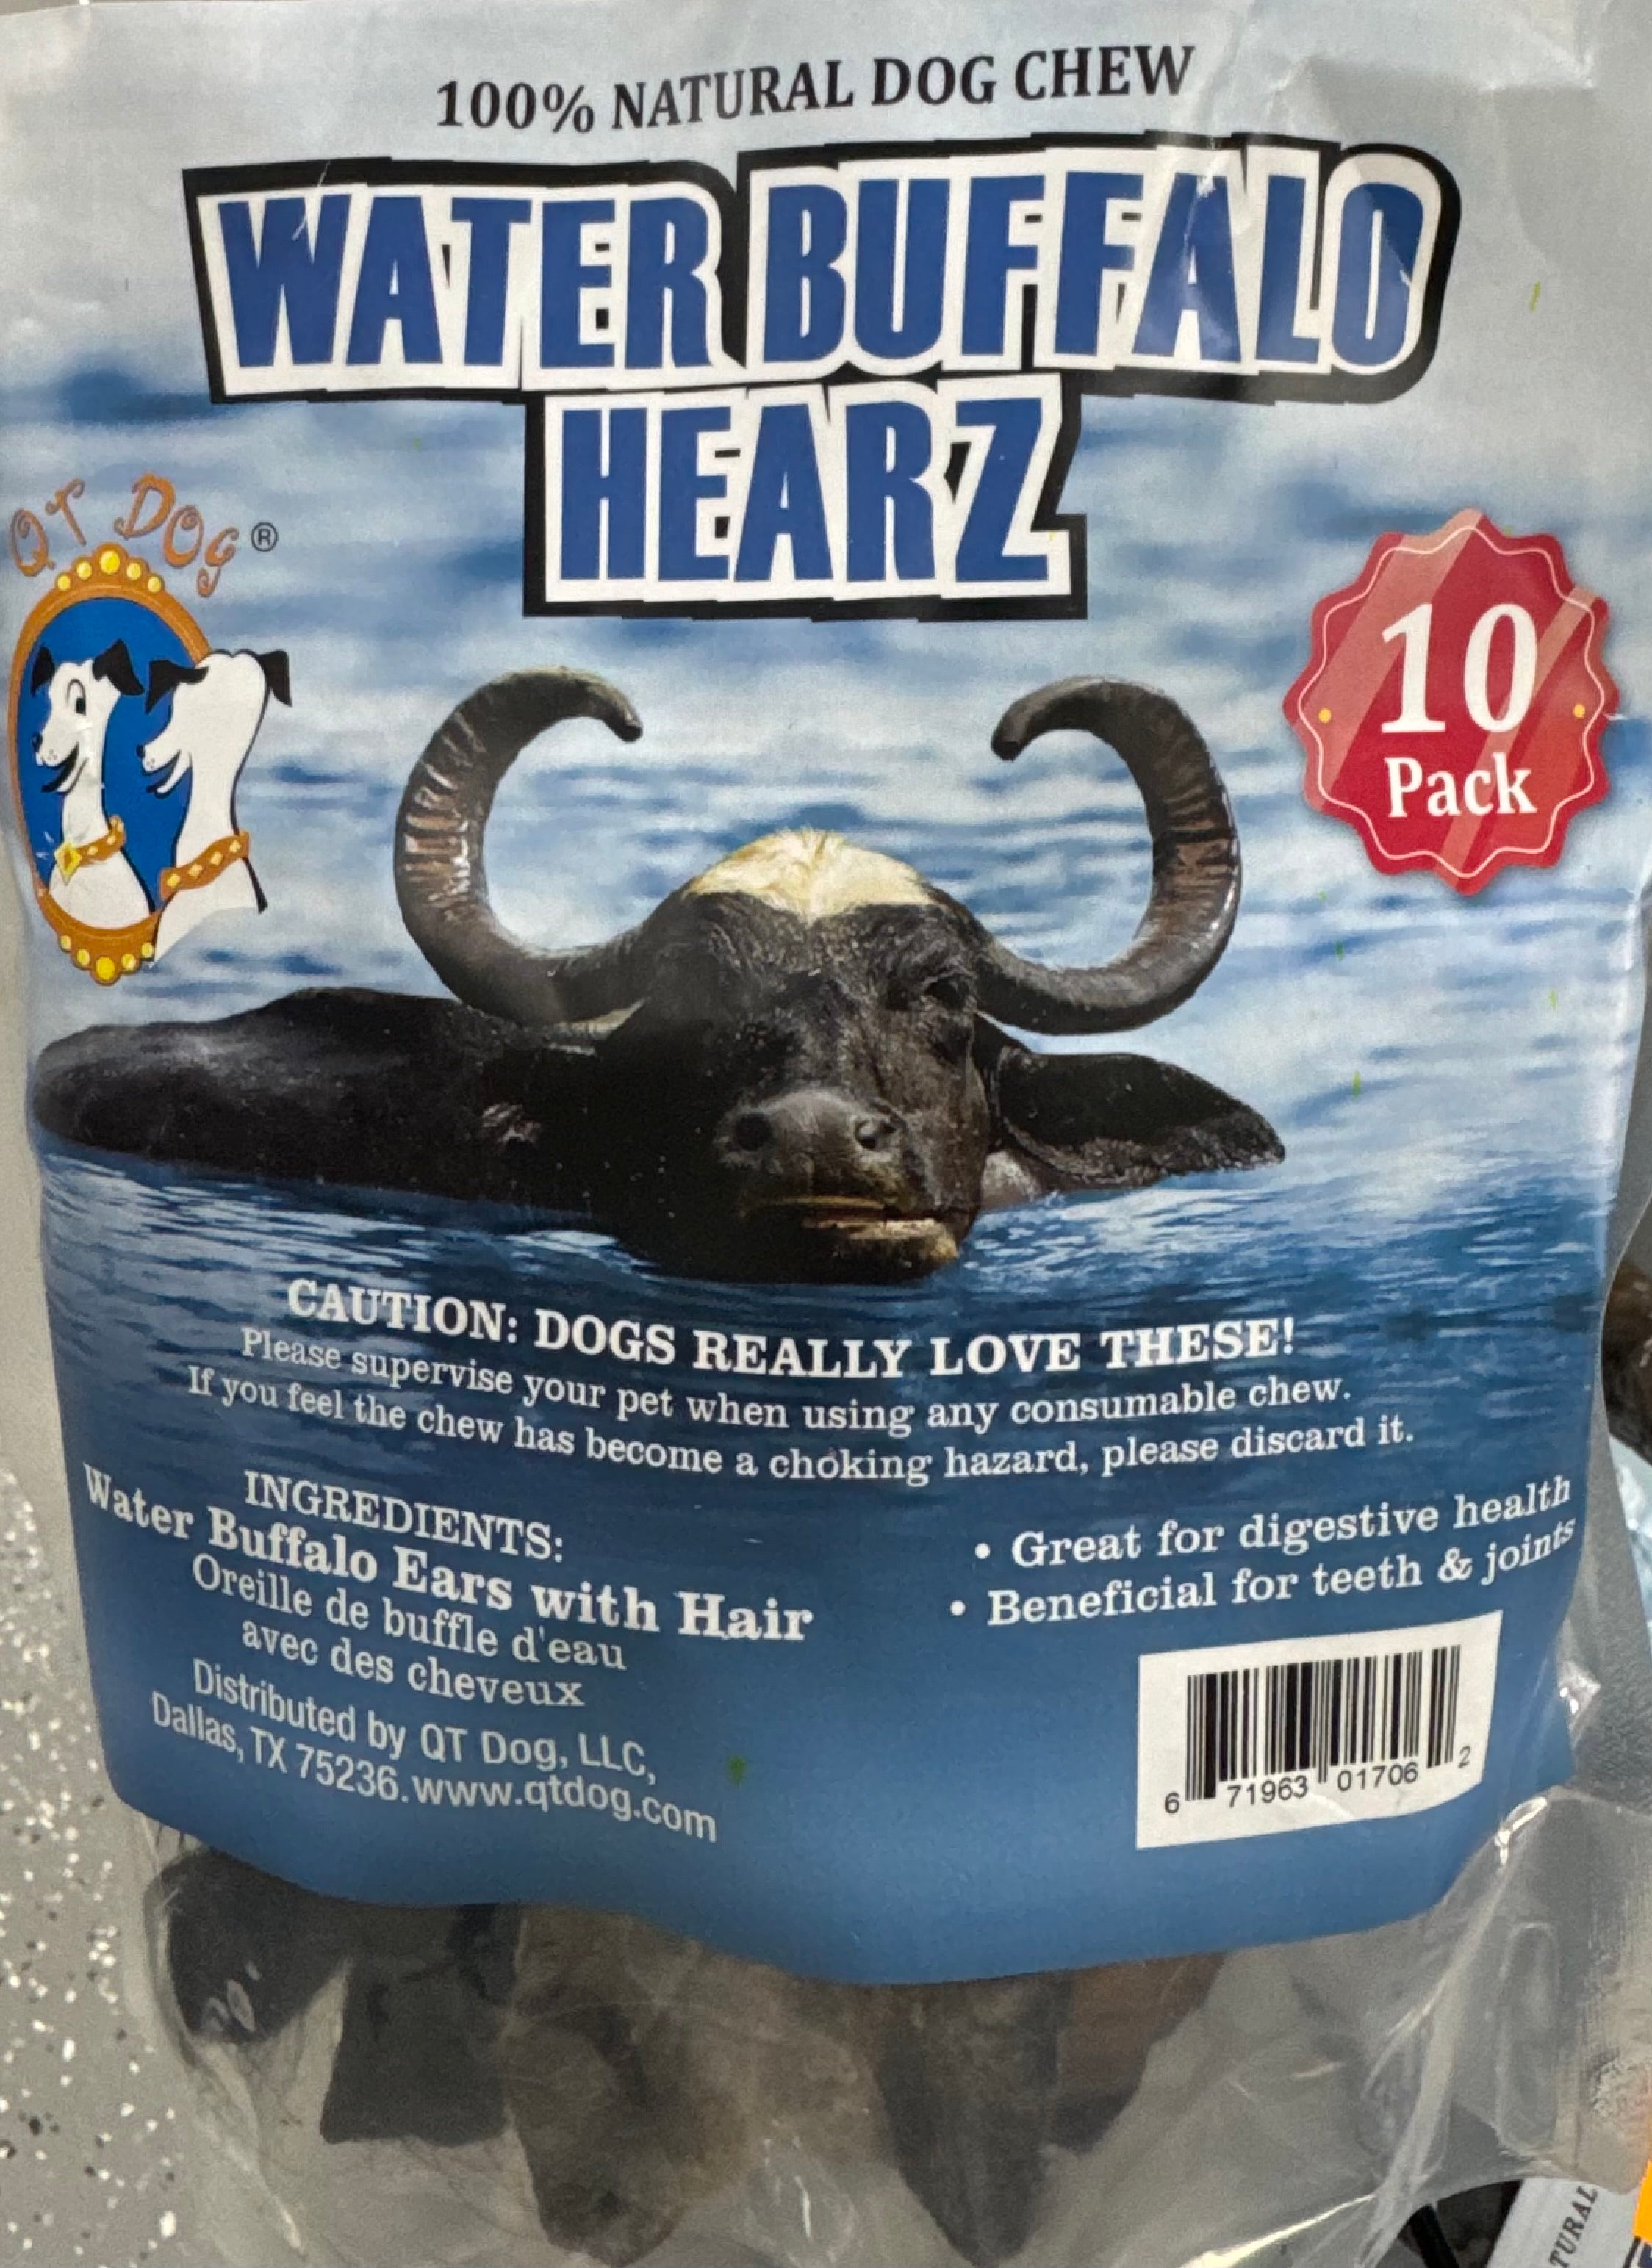 100% NATURAL DOG CHEW
WATER BUFFALO
HEARZ
QT DOG®
10
Pack
CAUTION: DOGS REALLY LOVE THESE!
Please supervise your pet when using any consumable chew.
If you feel the chew has become a choking hazard, please discard it.
INGREDIENTS:
Water Buffalo Ears with Hair
Oreille de buffle d'eau
avec des cheveux
Distributed by QT Dog, LLC,
Dallas, TX 75236.www.qtdog.com
• Great for digestive health
• Beneficial for teeth & joints
6 71963 01706 2